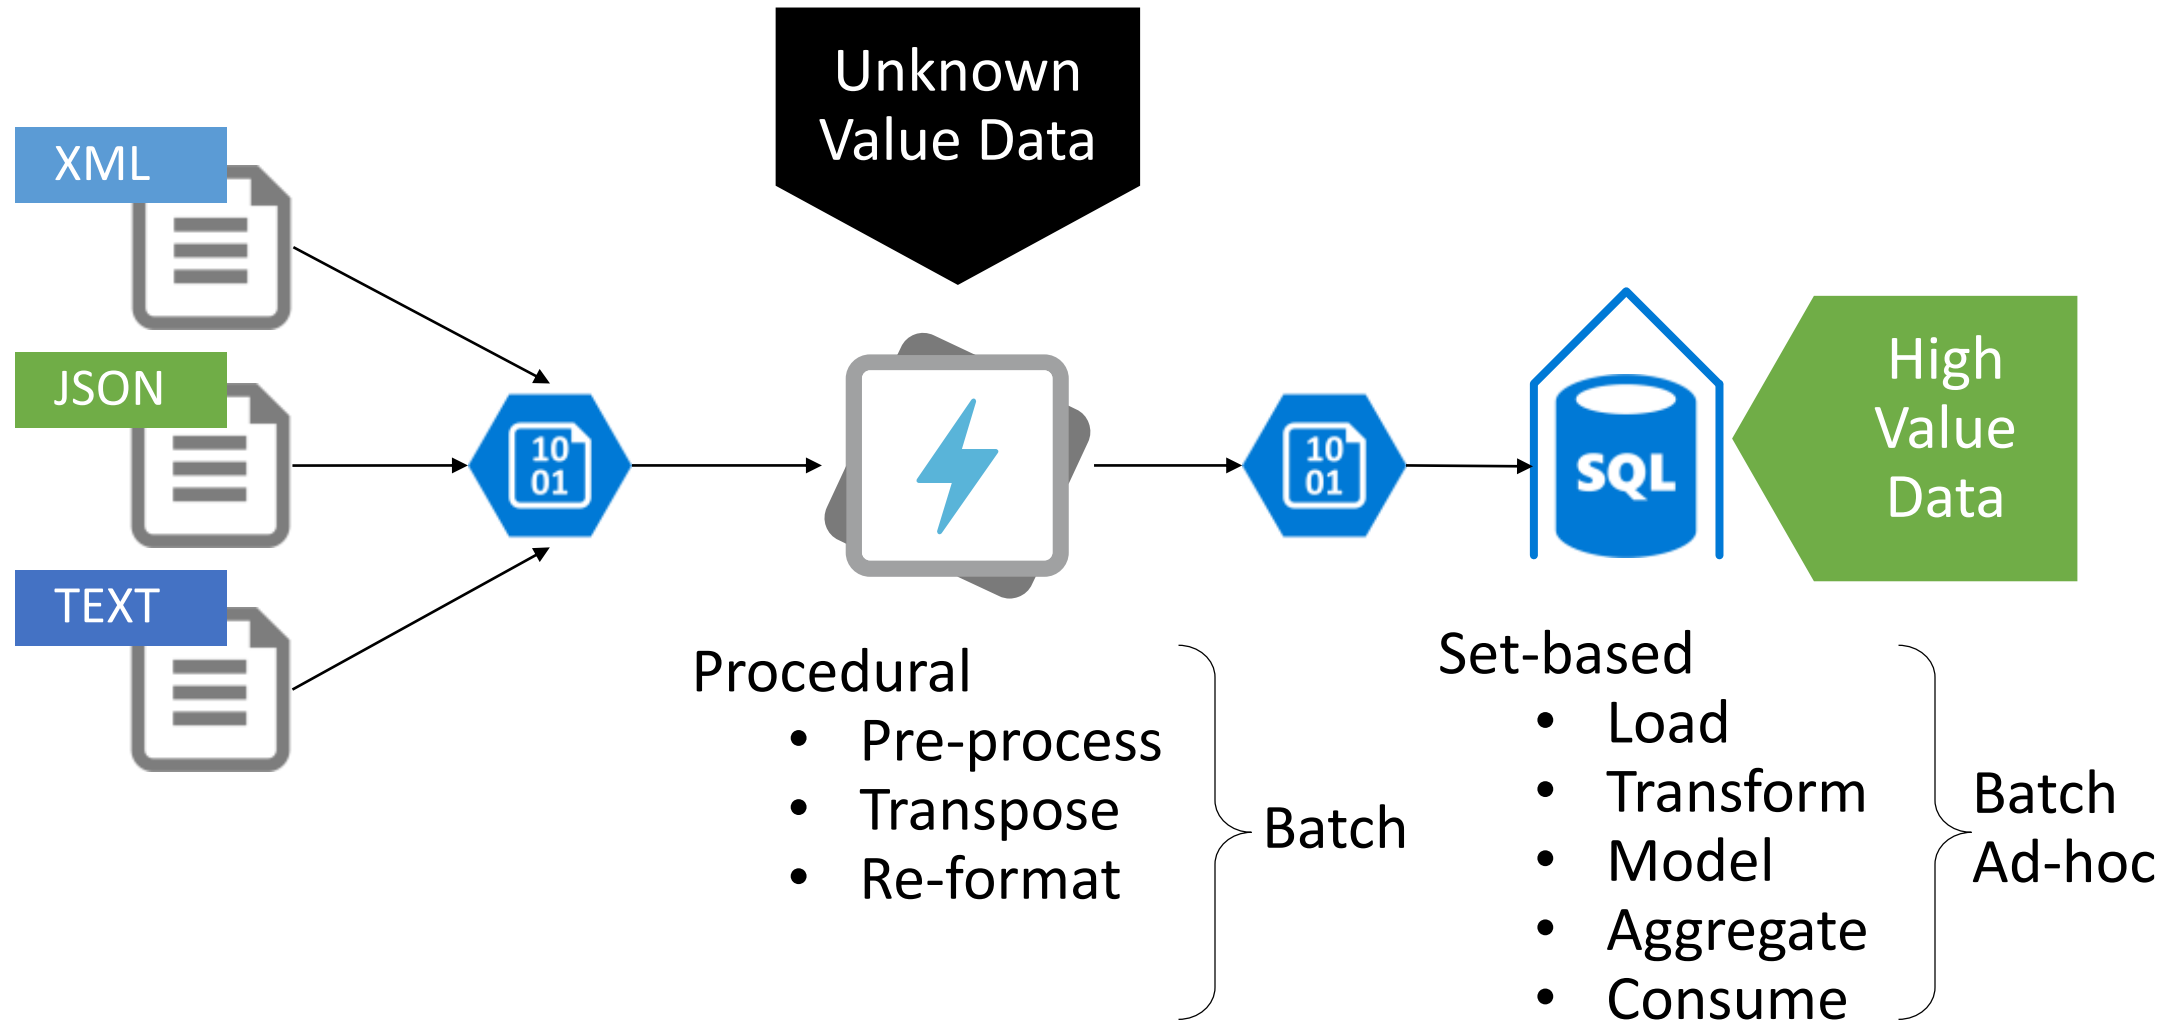 Unknown
Value Data
XML
JSON
TEXT
10
01
10
01
SQL
High
Value
Data
Procedural
• Pre-process
• Transpose
• Re-format
Batch
Set-based
• Load
• Transform
• Model
• Aggregate
• Consume
Batch
Ad-hoc